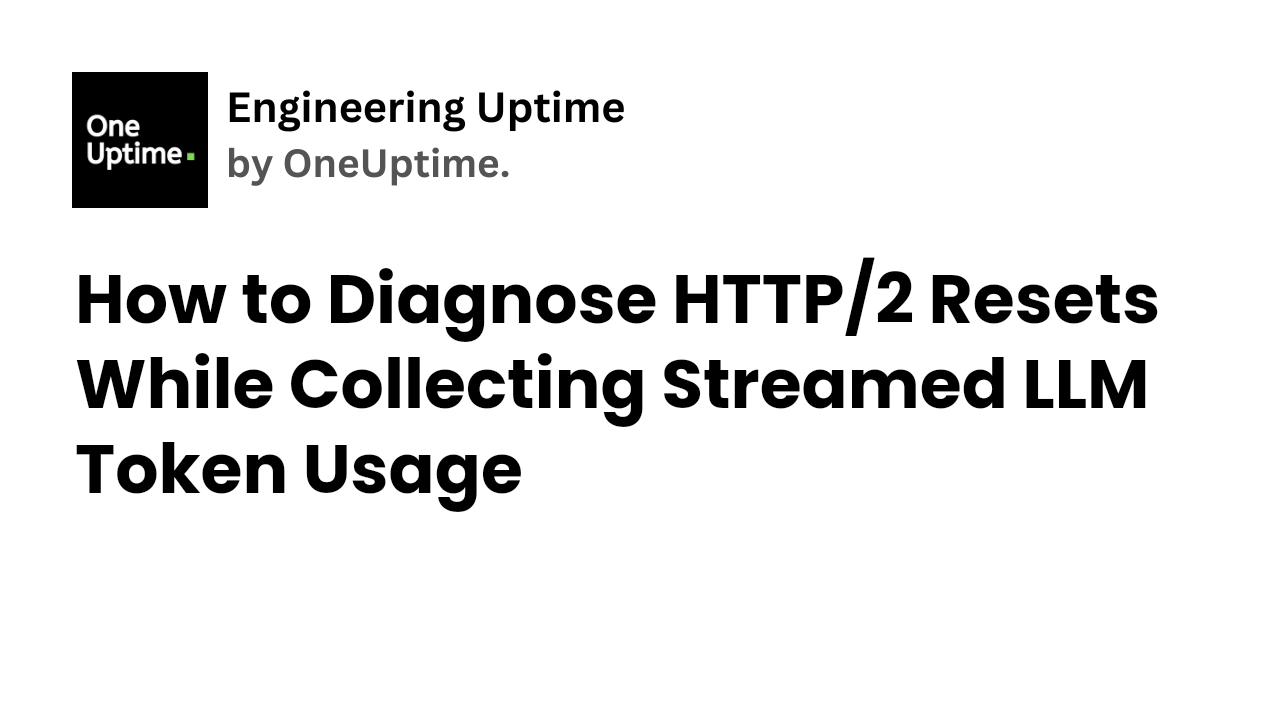 One
Uptime.
Engineering Uptime
by OneUptime.
How to Diagnose HTTP/2 Resets
While Collecting Streamed LLM
Token Usage